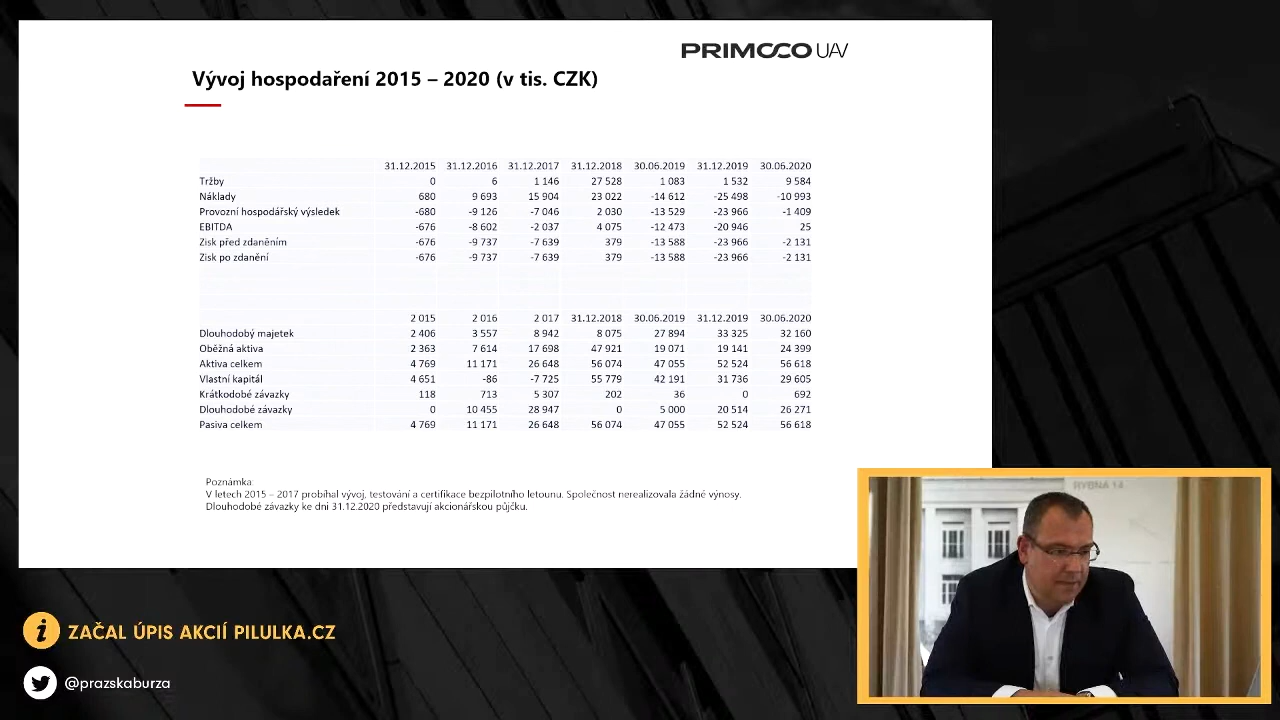 PRIMOCO UAV
Vývoj hospodaření 2015 – 2020 (v tis. CZK)
31.12.2015 31.12.2016 31.12.2017 31.12.2018 30.06.2019 31.12.2019 30.06.2020
Tržby 0 6 1 146 27 528 1 083 1 532 9 584
Náklady 680 9 693 15 904 23 022 -14 612 -25 498 -10 993
Provozní hospodářský výsledek -680 -9 126 -7 046 2 030 -13 529 -23 966 -1 409
EBITDA -676 -8 602 -2 037 4 075 -12 473 -20 946 25
Zisk před zdaněním -676 -9 737 -7 639 379 -13 588 -23 966 -2 131
Zisk po zdanění -676 -9 737 -7 639 379 -13 588 -23 966 -2 131
2 015 2 016 2 017 31.12.2018 30.06.2019 31.12.2019 30.06.2020
Dlouhodobý majetek 2 406 3 557 8 942 8 075 27 894 33 325 32 160
Oběžná aktiva 2 363 7 614 17 698 47 921 19 071 19 141 24 399
Aktiva celkem 4 769 11 171 26 648 56 074 47 055 52 524 56 618
Vlastní kapitál 4 651 -86 -7 725 55 779 42 191 31 736 29 605
Krátkodobé závazky 118 713 5 307 202 36 0 692
Dlouhodobé závazky 0 10 455 28 947 0 5 000 20 514 26 271
Pasiva celkem 4 769 11 171 26 648 56 074 47 055 52 524 56 618
Poznámka:
V letech 2015 – 2017 probíhal vývoj, testování a certifikace bezpilotního letounu. Společnost nerealizovala žádné výnosy.
Dlouhodobé závazky ke dni 31.12.2020 představují akcionářskou půjčku.
RYBNÁ 14
i ZAČAL ÚPIS AKCIÍ PILULKA.CZ
@prazskaburza